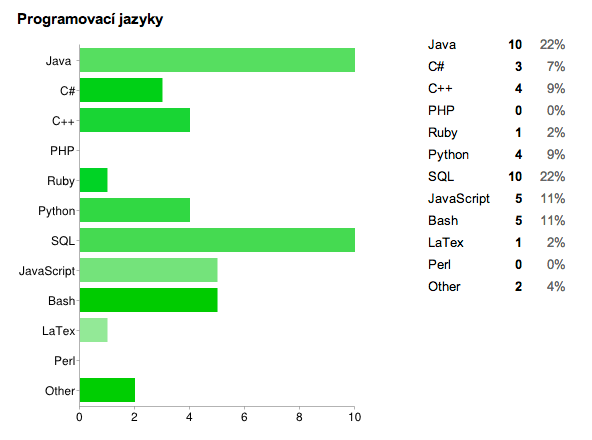 Programovací jazyky
Java
C#
C++
PHP
Ruby
Python
SQL
JavaScript
Bash
LaTex
Perl
Other
0 2 4 6 8 10
Java 10 22%
C# 3 7%
C++ 4 9%
PHP 0 0%
Ruby 1 2%
Python 4 9%
SQL 10 22%
JavaScript 5 11%
Bash 5 11%
LaTex 1 2%
Perl 0 0%
Other 2 4%